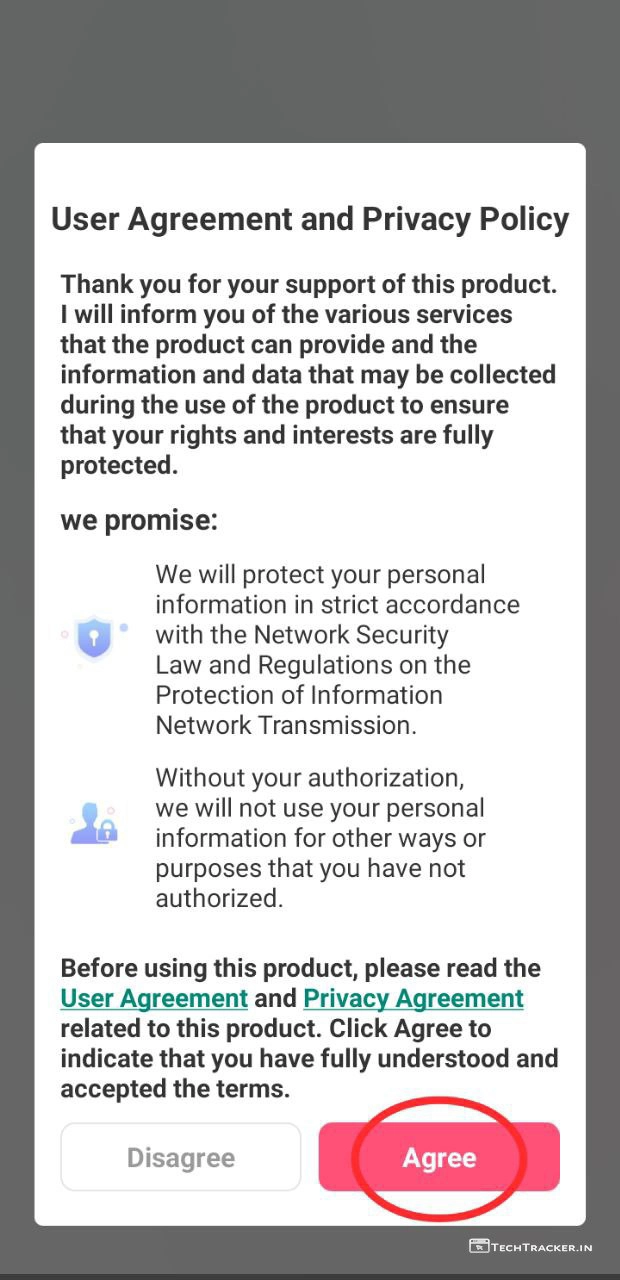 User Agreement and Privacy Policy
Thank you for your support of this product.
I will inform you of the various services
that the product can provide and the
information and data that may be collected
during the use of the product to ensure
that your rights and interests are fully
protected.
we promise:
We will protect your personal
information in strict accordance
with the Network Security
Law and Regulations on the
Protection of Information
Network Transmission.
Without your authorization,
we will not use your personal
information for other ways or
purposes that you have not
authorized.
Before using this product, please read the
User Agreement and Privacy Agreement
related to this product. Click Agree to
indicate that you have fully understood and
accepted the terms.
Disagree
Agree
TECHTRACKER.IN